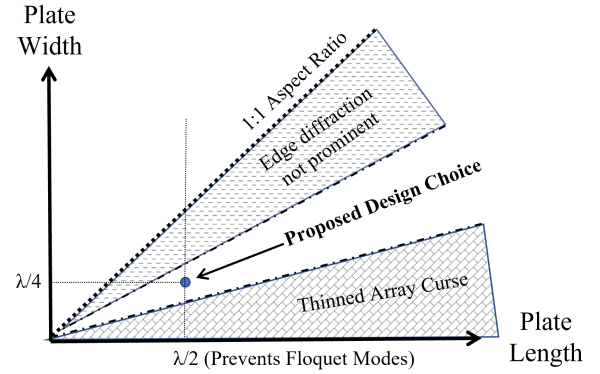 Plate
Width
1:1 Aspect Ratio
Edge diffraction
not prominent
Proposed Design Choice
λ/4
Thinned Array Curse
Plate
Length
λ/2 (Prevents Floquet Modes)